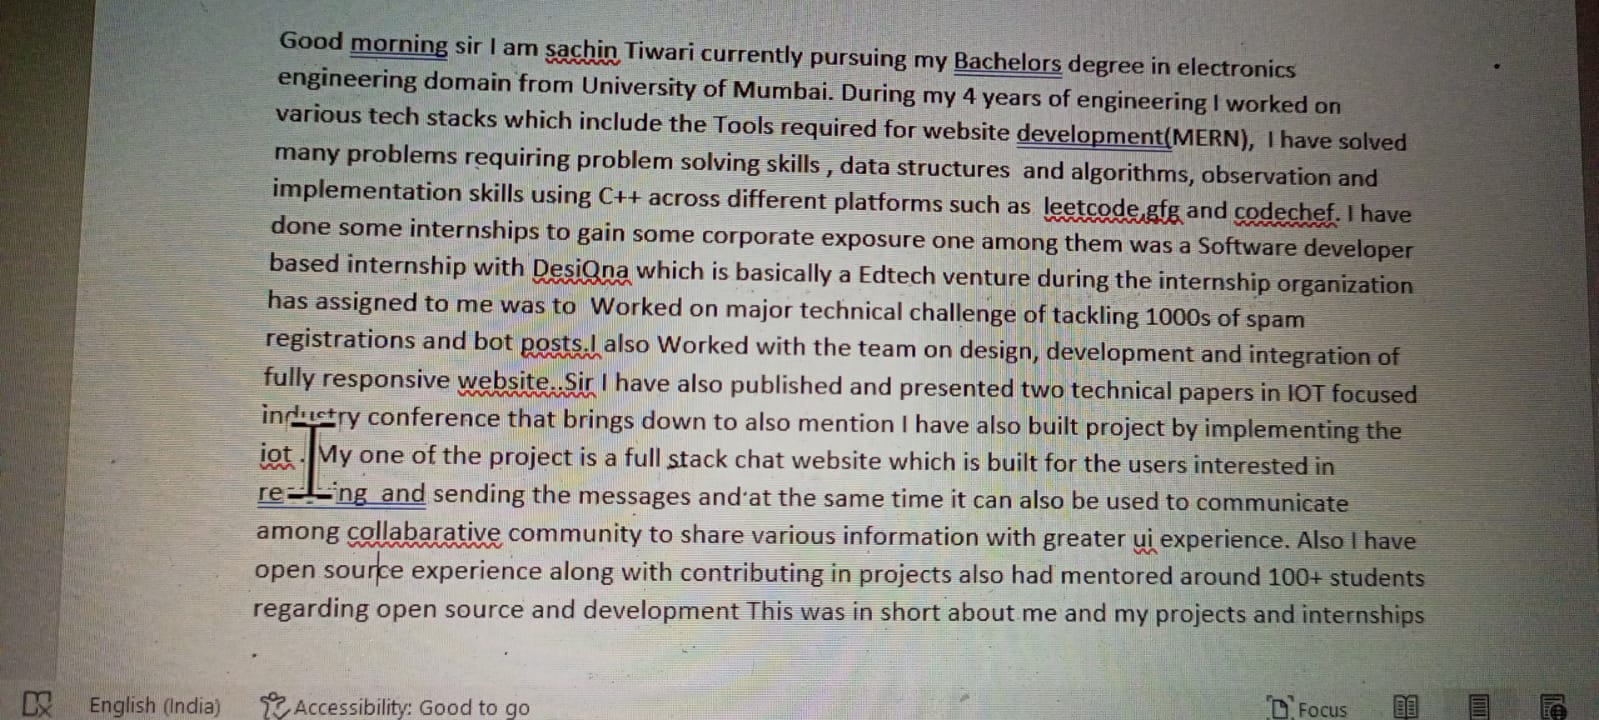 Good morning sir I am sachin Tiwari currently pursuing my Bachelors degree in electronics
engineering domain from University of Mumbai. During my 4 years of engineering I worked on
various tech stacks which include the Tools required for website development(MERN),  I have solved
many problems requiring problem solving skills , data structures  and algorithms, observation and
implementation skills using C++ across different platforms such as  leetcode,gfg and codechef. I have
done some internships to gain some corporate exposure one among them was a Software developer
based internship with DesiQna which is basically a Edtech venture during the internship organization
has assigned to me was to  Worked on major technical challenge of tackling 1000s of spam
registrations and bot posts.I also Worked with the team on design, development and integration of
fully responsive website..Sir I have also published and presented two technical papers in IOT focused
industry conference that brings down to also mention I have also built project by implementing the
iot . My one of the project is a full stack chat website which is built for the users interested in
and sending the messages and at the same time it can also be used to communicate
among collabarative community to share various information with greater ui experience. Also I have
open source experience along with contributing in projects also had mentored around 100+ students
regarding open source and development This was in short about me and my projects and internships
English (India) Accessibility: Good to go Focus